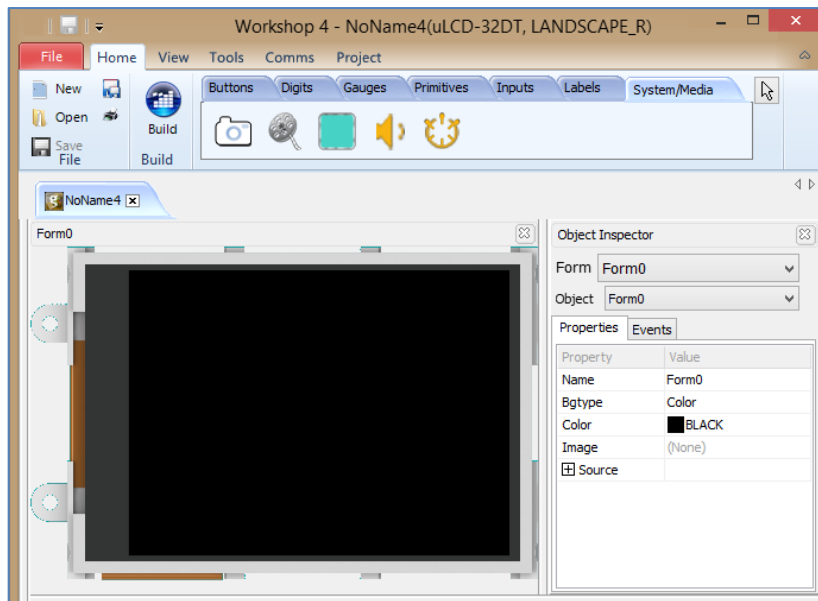 Workshop 4 - NoName4(uLCD-32DT, LANDSCAPE_R)
File Home View Tools Comms Project
New
Open
Save
File
Build
Build
Buttons Digits Gauges Primitives Inputs Labels System/Media
NoName4
Form0
Object Inspector
Form Form0
Object Form0
Properties Events
Property Value
Name Form0
Bgtype Color
Color BLACK
Image (None)
Source